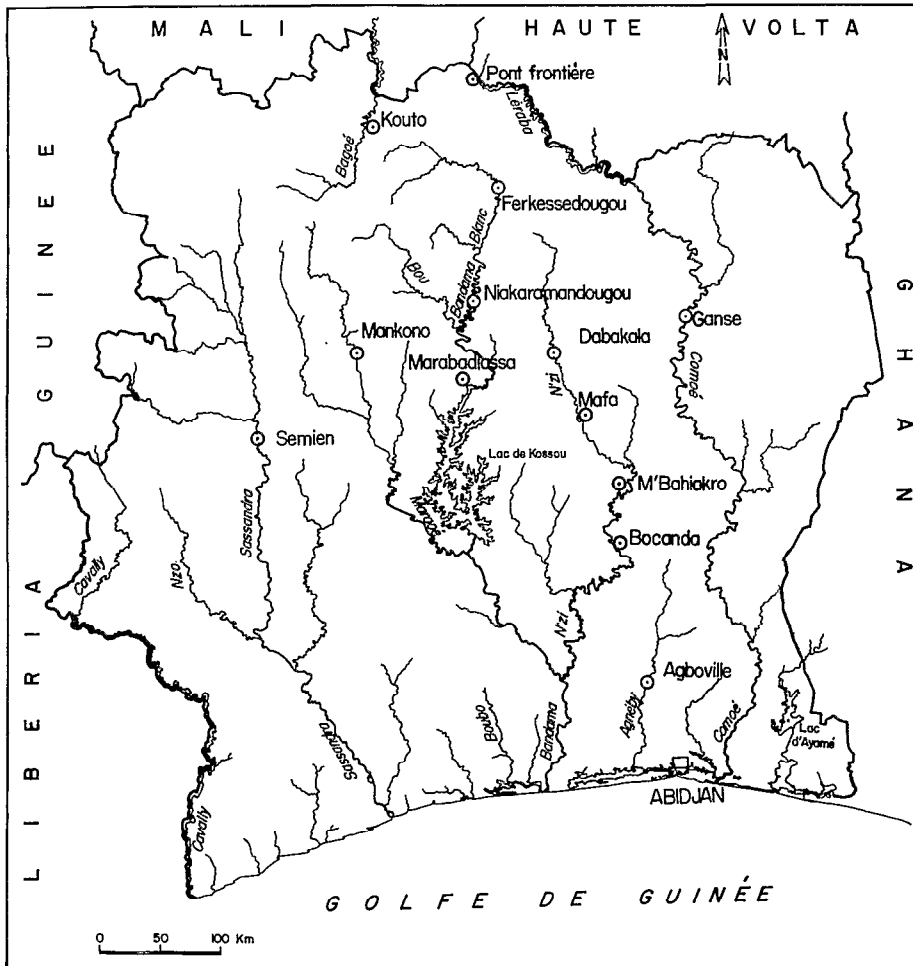 MALI
HAUTE VOLTA
N
Pont frontière
Léraba
Kouto
Bagoé
GUINEE
Ferkessedougou
Bandama Blanc
Bou
Niakaramandougou
GHANA
Ganse
Mankono
Dabakala
Marabadiassa
Comoé
N'zi
Mafa
Semien
Lac de Kossou
M'Bahiakro
Bocanda
Sassandra
Cavally
Nzo
LIBERIA
N'zi
Agboville
Agneby
Comoé
Lac
d'Ayamé
Boubo
Bandama
Sassandra
ABIDJAN
Cavally
GOLFE DE GUINÉE
0 50 100 Km